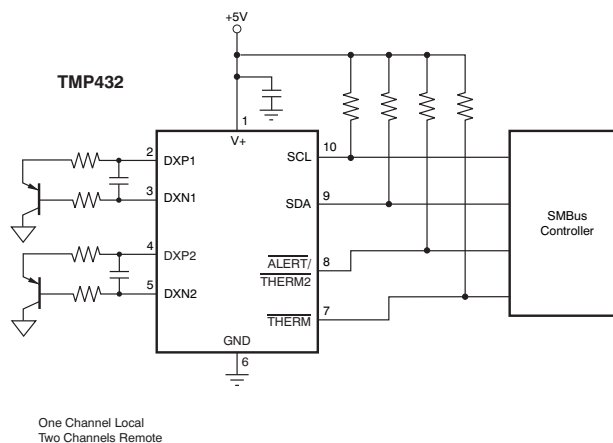 +5V
TMP432
1
V+
2
DXP1
3
DXN1
4
DXP2
5
DXN2
10
SCL
9
SDA
8
ALERT/
THERM2
7
THERM
GND
6
SMBus
Controller
One Channel Local
Two Channels Remote